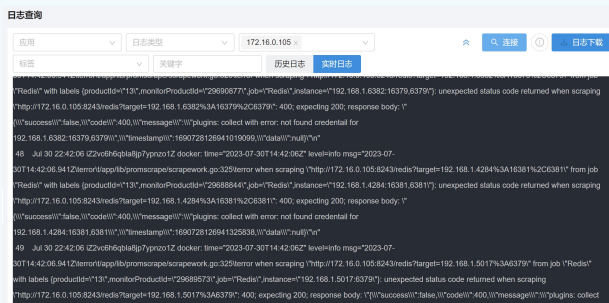 日志查询
应用 日志类型 172.16.0.105 × 连接 日志下载
标签 关键字 历史日志 实时日志
\"Redis\" with labels {productId=\"13\",monitorProductId=\"29690877\",job=\"Redis\",instance=\"192.168.1.6382:16379,6379\"}: unexpected status code returned when scraping
\"http://172.16.0.105:8243/redis?target=192.168.1.6382%3A16379%2C6379\": 400; expecting 200; response body: \"
{\\\"success\\\":false,\\\"code\\\":400,\\\"message\\\":\\\"plugins: collect with error: not found credentail for
192.168.1.6382:16379,6379\\\",\\\"timestamp\\\":1690728126941019099,\\\"data\\\":null}\"\n"
48 Jul 30 22:42:06 iZ2vc6h6qbla8jp7ypnzo1Z docker: time="2023-07-30T14:42:06Z" level=info msg="2023-07-
30T14:42:06.941Z\terror\t/app/lib/promscrape/scrapework.go:325\terror when scraping \"http://172.16.0.105:8243/redis?target=192.168.1.4284%3A16381%2C6381\" from job
\"Redis\" with labels {productId=\"13\",monitorProductId=\"29688844\",job=\"Redis\",instance=\"192.168.1.4284:16381,6381\"}: unexpected status code returned when scraping
\"http://172.16.0.105:8243/redis?target=192.168.1.4284%3A16381%2C6381\": 400; expecting 200; response body: \"
{\\\"success\\\":false,\\\"code\\\":400,\\\"message\\\":\\\"plugins: collect with error: not found credentail for
192.168.1.4284:16381,6381\\\",\\\"timestamp\\\":1690728126941325838,\\\"data\\\":null}\"\n"
49 Jul 30 22:42:06 iZ2vc6h6qbla8jp7ypnzo1Z docker: time="2023-07-30T14:42:06Z" level=info msg="2023-07-
30T14:42:06.941Z\terror\t/app/lib/promscrape/scrapework.go:325\terror when scraping \"http://172.16.0.105:8243/redis?target=192.168.1.5017%3A6379\" from job \"Redis\"
with labels {productId=\"13\",monitorProductId=\"29689573\",job=\"Redis\",instance=\"192.168.1.5017:6379\"}: unexpected status code returned when scraping
\"http://172.16.0.105:8243/redis?target=192.168.1.5017%3A6379\": 400; expecting 200; response body: \"{\\\"success\\\":false,\\\"code\\\":400,\\\"message\\\":\\\"plugins: collect